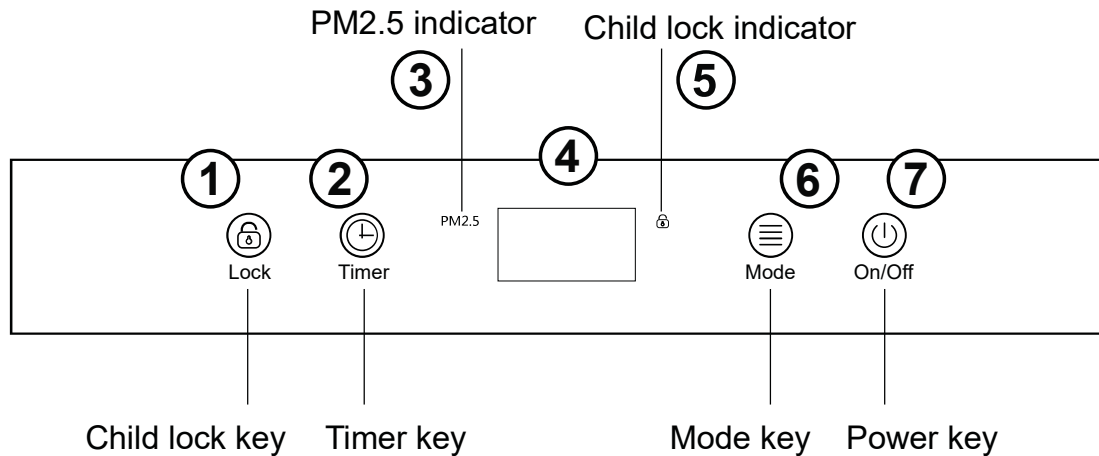 PM2.5 indicator
Child lock indicator
3
5
4
1
2
6
7
PM2.5
Lock
Timer
Mode
On/Off
Child lock key
Timer key
Mode key
Power key